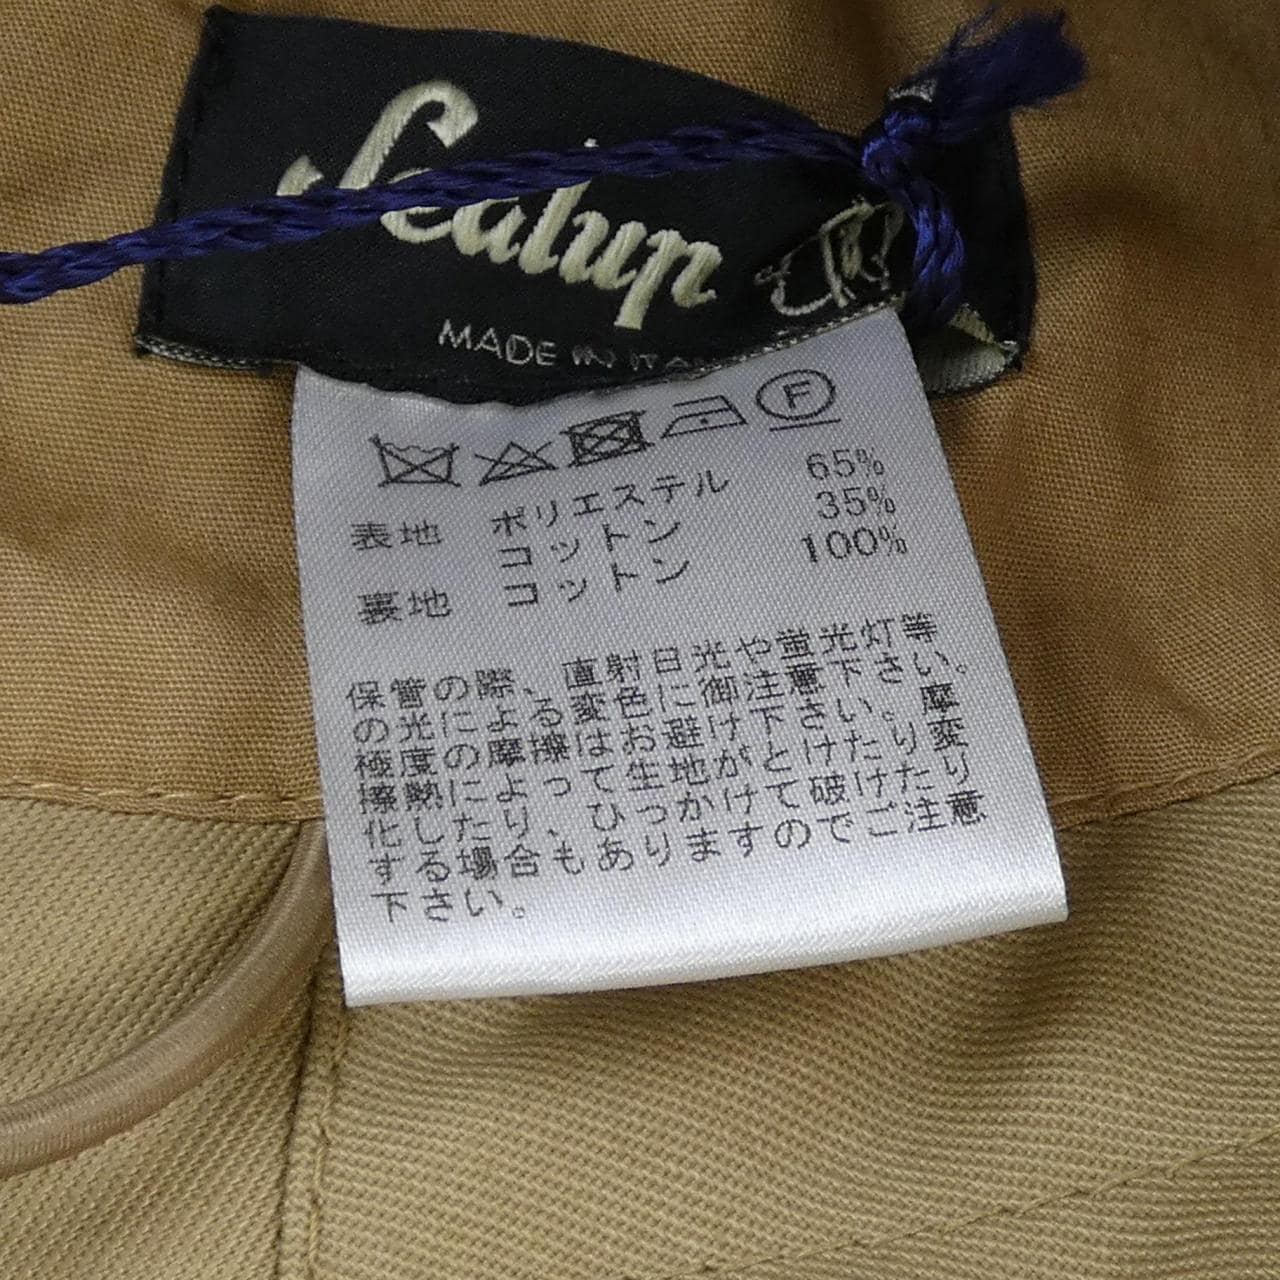 Sealup
MADE IN ITALY
F
表地 ポリエステル 65%
コットン 35%
裏地 コットン 100%
保管の際、直射日光や蛍光灯等
の光による変色に御注意下さい。
極度の摩擦はお避け下さい。摩
擦熱により、生地がとけたり変
化したり、ひっかけて破けたり
する場合もありますのでご注意
下さい。